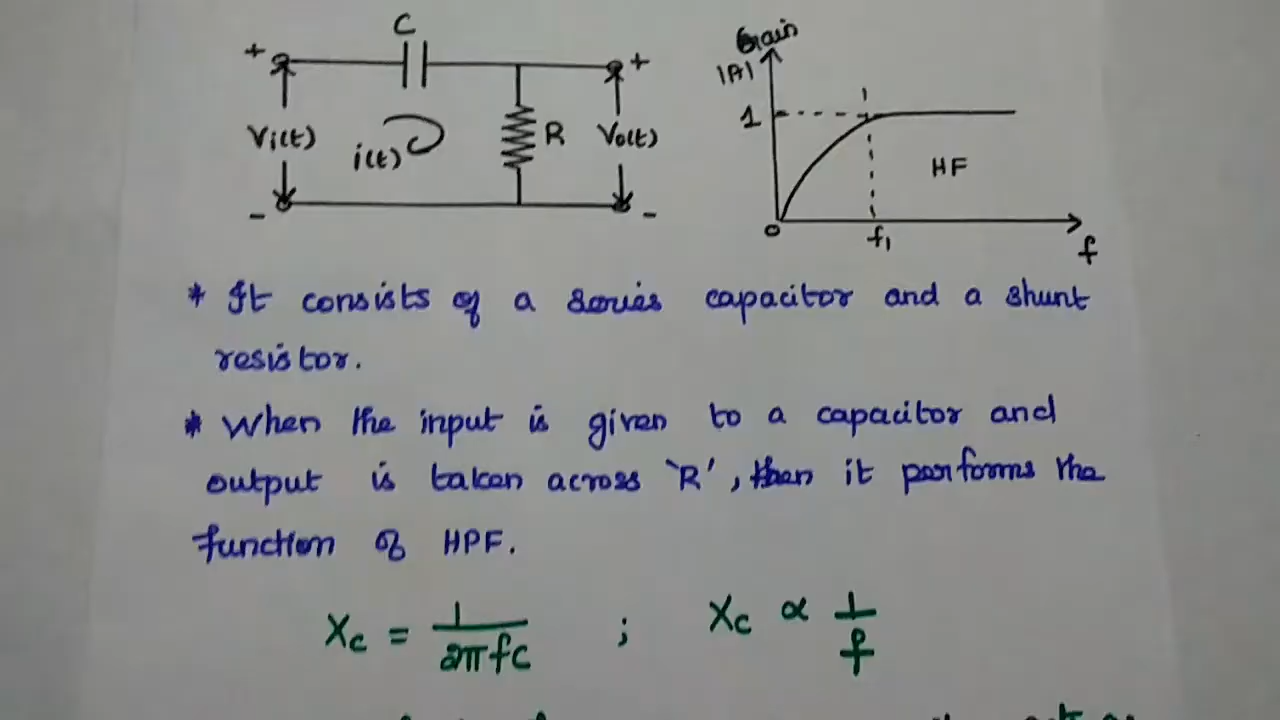 C
Gain
|A|
+
+
1
Vi(t)
i(t)
R
Vo(t)
HF
-
-
0
f1
f
* It consists of a series capacitor and a shunt
resistor.
* When the input is given to a capacitor and
output is taken across 'R', then it performs the
function of HPF.
Xc = 1/2πfc ; Xc ∝ 1/f